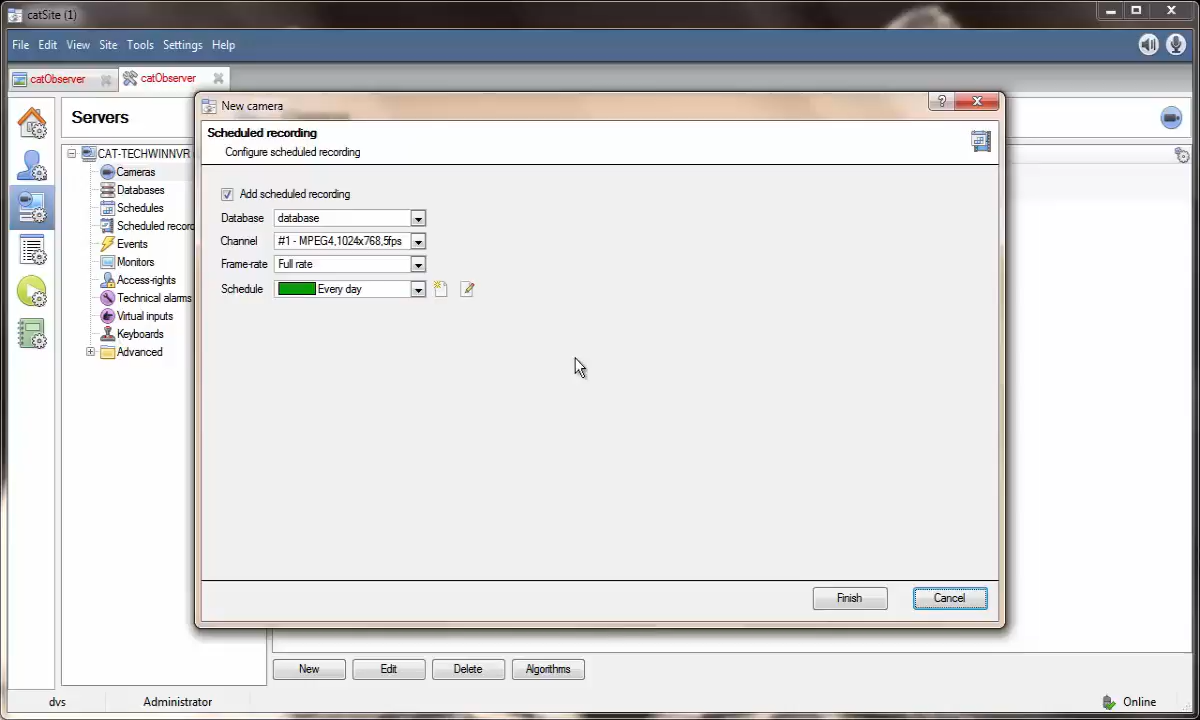 catSite (1)
File Edit View Site Tools Settings Help
catObserver catObserver
Servers
CAT-TECHWINNVR
Cameras
Databases
Schedules
Scheduled recor
Events
Monitors
Access-rights
Technical alarms
Virtual inputs
Keyboards
Advanced
New camera
?
Scheduled recording
Configure scheduled recording
Add scheduled recording
Database database
Channel #1 - MPEG4,1024x768,5fps
Frame-rate Full rate
Schedule Every day
Finish Cancel
New Edit Delete Algorithms
dvs Administrator Online